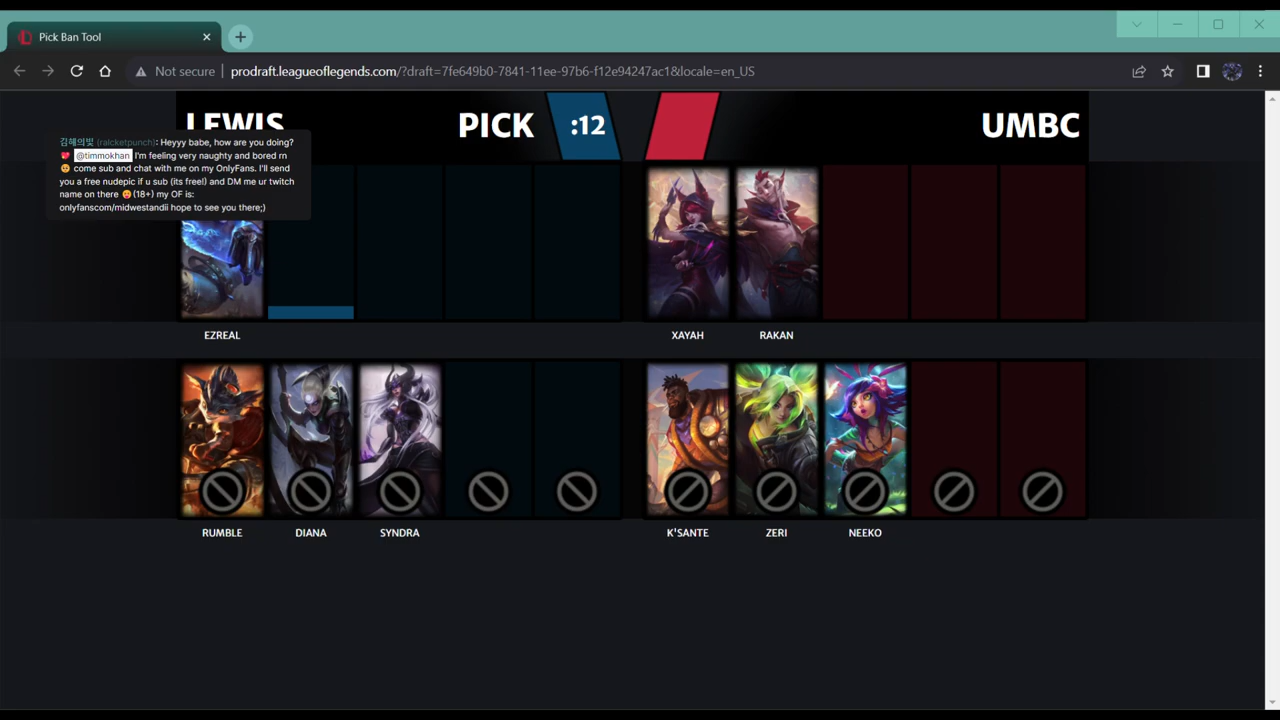 Pick Ban Tool
Not secure
prodraft.leagueoflegends.com/?draft=7fe649b0-7841-11ee-97b6-f12e94247ac1&locale=en_US
LEWIS
PICK
:12
UMBC
김해의빛 (ralcketpunch): Heyyy babe, how are you doing?
@timmokhan I'm feeling very naughty and bored rn
come sub and chat with me on my OnlyFans. I'll send
you a free nudepic if u sub (its free!) and DM me ur twitch
name on there 🥵(18+) my OF is:
onlyfanscom/midwestandii hope to see you there;)
EZREAL
XAYAH
RAKAN
RUMBLE
DIANA
SYNDRA
K'SANTE
ZERI
NEEKO